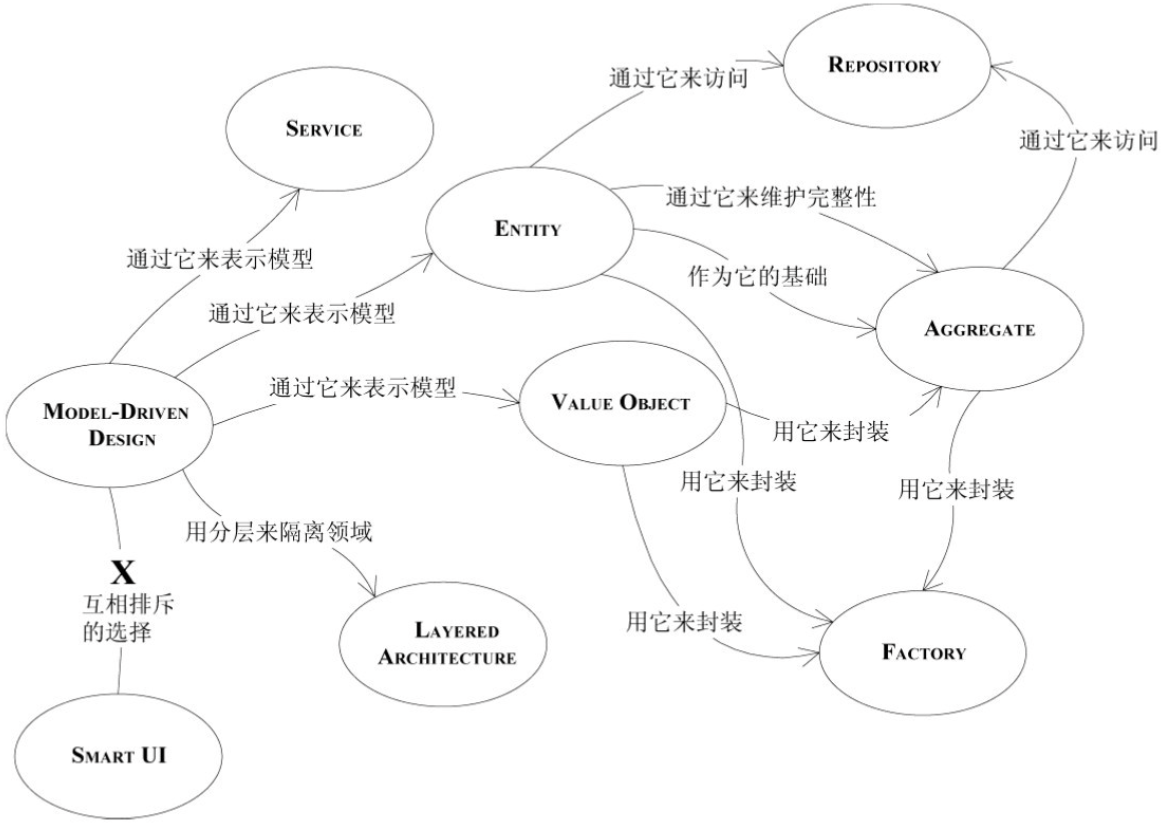 REPOSITORY
通过它来访问
SERVICE
通过它来访问
通过它来维护完整性
ENTITY
通过它来表示模型
作为它的基础
通过它来表示模型
AGGREGATE
通过它来表示模型
VALUE OBJECT
MODEL-DRIVEN
DESIGN
用它来封装
用它来封装
用它来封装
用分层来隔离领域
X
互相排斥
的选择
用它来封装
LAYERED
ARCHITECTURE
FACTORY
SMART UI